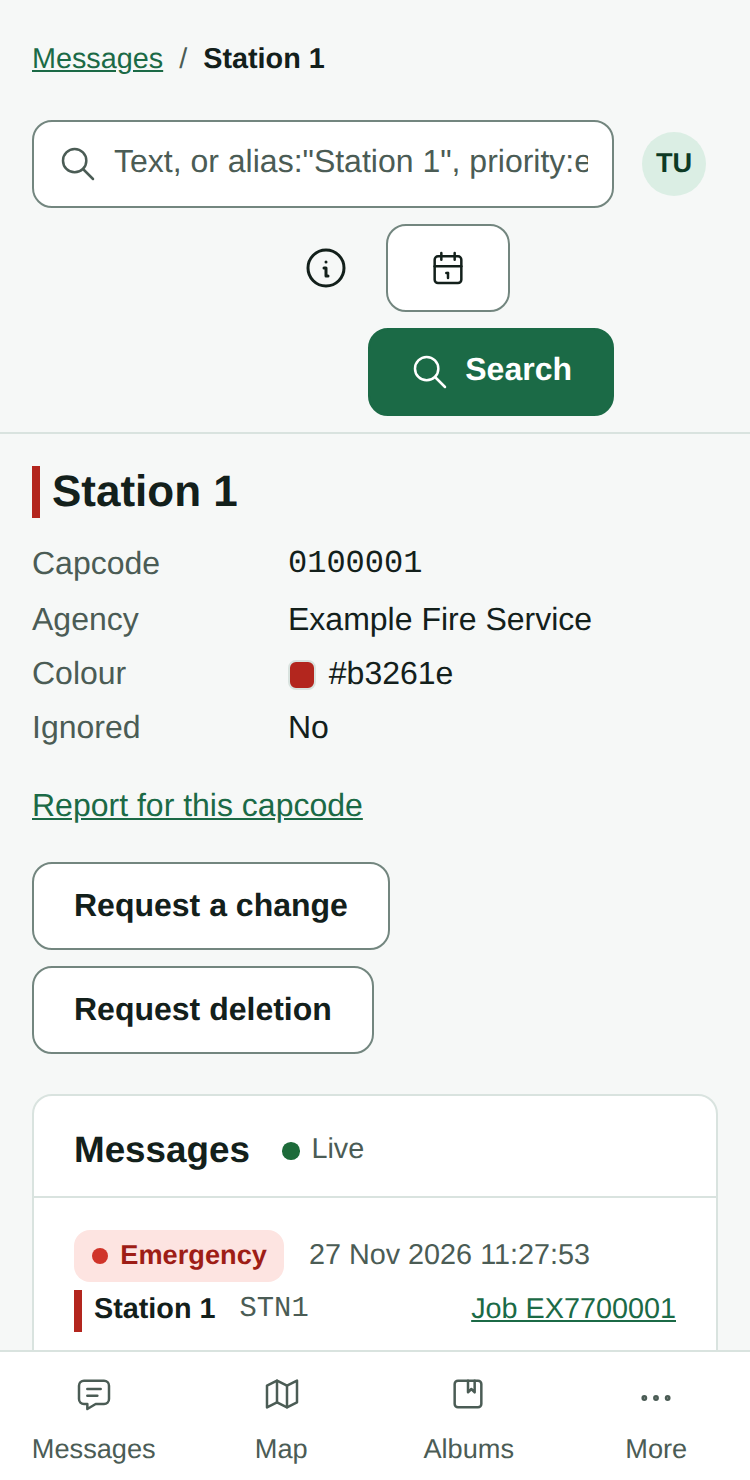 Messages / Station 1
Text, or alias:"Station 1", priority:e
TU
Search
Station 1
Capcode 0100001
Agency Example Fire Service
Colour #b3261e
Ignored No
Report for this capcode
Request a change
Request deletion
Messages Live
Emergency 27 Nov 2026 11:27:53
Station 1 STN1 Job EX7700001
Messages Map Albums More